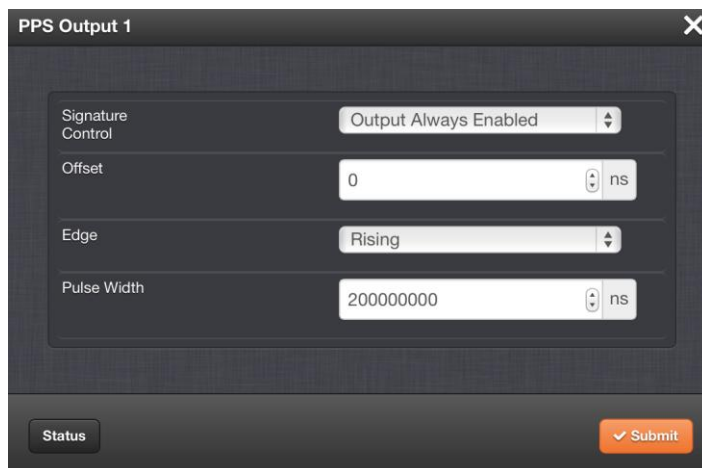 PPS Output 1
Signature
Control
Output Always Enabled
Offset
0
ns
Edge
Rising
Pulse Width
200000000
ns
Status
Submit